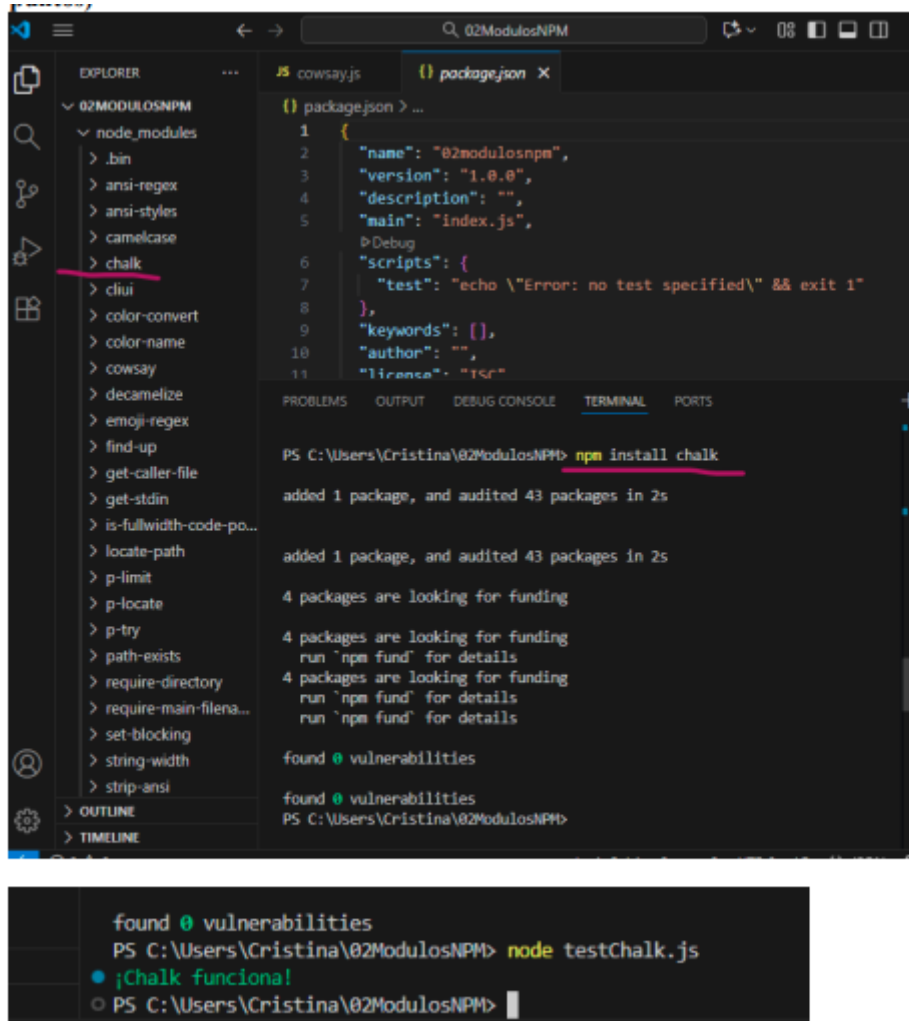 02ModulosNPM
EXPLORER
JS cowsay.js
{} package.json
02MODULOSNPM
{} package.json > ...
node_modules
.bin
ansi-regex
ansi-styles
camelcase
chalk
cliui
color-convert
color-name
cowsay
decamelize
emoji-regex
find-up
get-caller-file
get-stdin
is-fullwidth-code-po...
locate-path
p-limit
p-locate
p-try
path-exists
require-directory
require-main-filena...
set-blocking
string-width
strip-ansi
OUTLINE
TIMELINE
1 {
2 "name": "02modulosnpm",
3 "version": "1.0.0",
4 "description": "",
5 "main": "index.js",
Debug
6 "scripts": {
7 "test": "echo \"Error: no test specified\" && exit 1"
8 },
9 "keywords": [],
10 "author": "",
11 "license": "ISC"
PROBLEMS OUTPUT DEBUG CONSOLE TERMINAL PORTS
PS C:\Users\Cristina\02ModulosNPM> npm install chalk
added 1 package, and audited 43 packages in 2s
added 1 package, and audited 43 packages in 2s
4 packages are looking for funding
4 packages are looking for funding
run `npm fund` for details
4 packages are looking for funding
run `npm fund` for details
run `npm fund` for details
found 0 vulnerabilities
found 0 vulnerabilities
PS C:\Users\Cristina\02ModulosNPM>
found 0 vulnerabilities
PS C:\Users\Cristina\02ModulosNPM> node testChalk.js
¡Chalk funciona!
PS C:\Users\Cristina\02ModulosNPM>